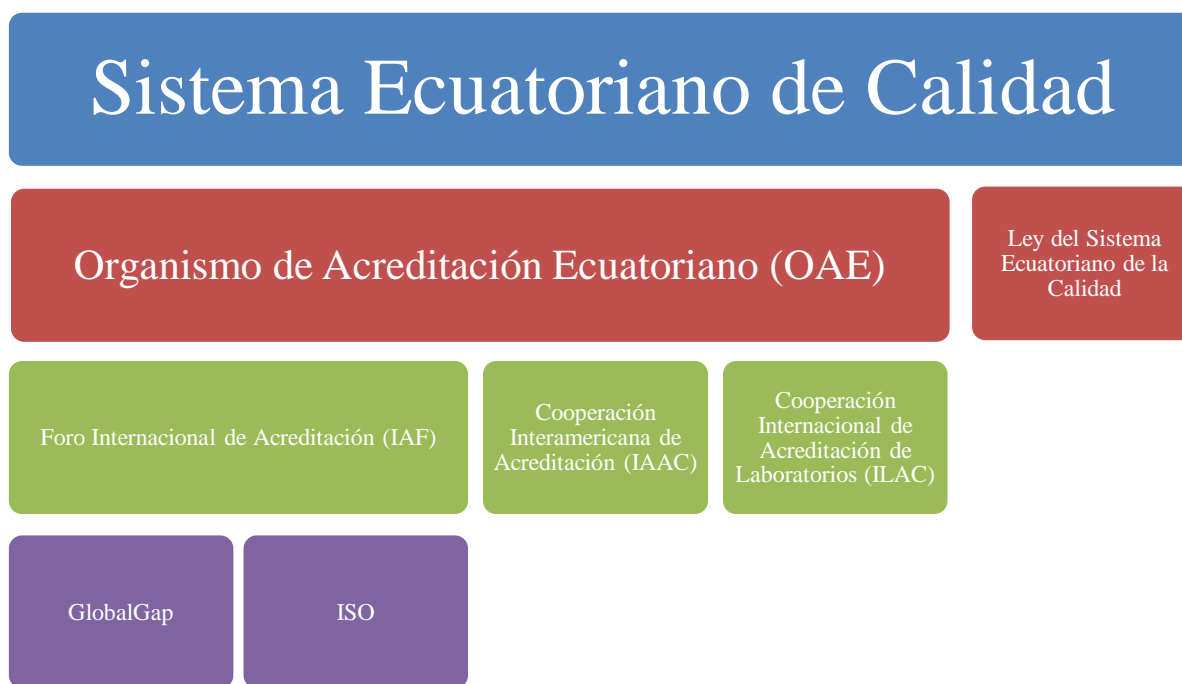 Sistema Ecuatoriano de Calidad
Organismo de Acreditación Ecuatoriano (OAE)
Ley del Sistema
Ecuatoriano de la
Calidad
Foro Internacional de Acreditación (IAF)
Cooperación
Interamericana de
Acreditación (IAAC)
Cooperación
Internacional de
Acreditación de
Laboratorios (ILAC)
GlobalGap
ISO